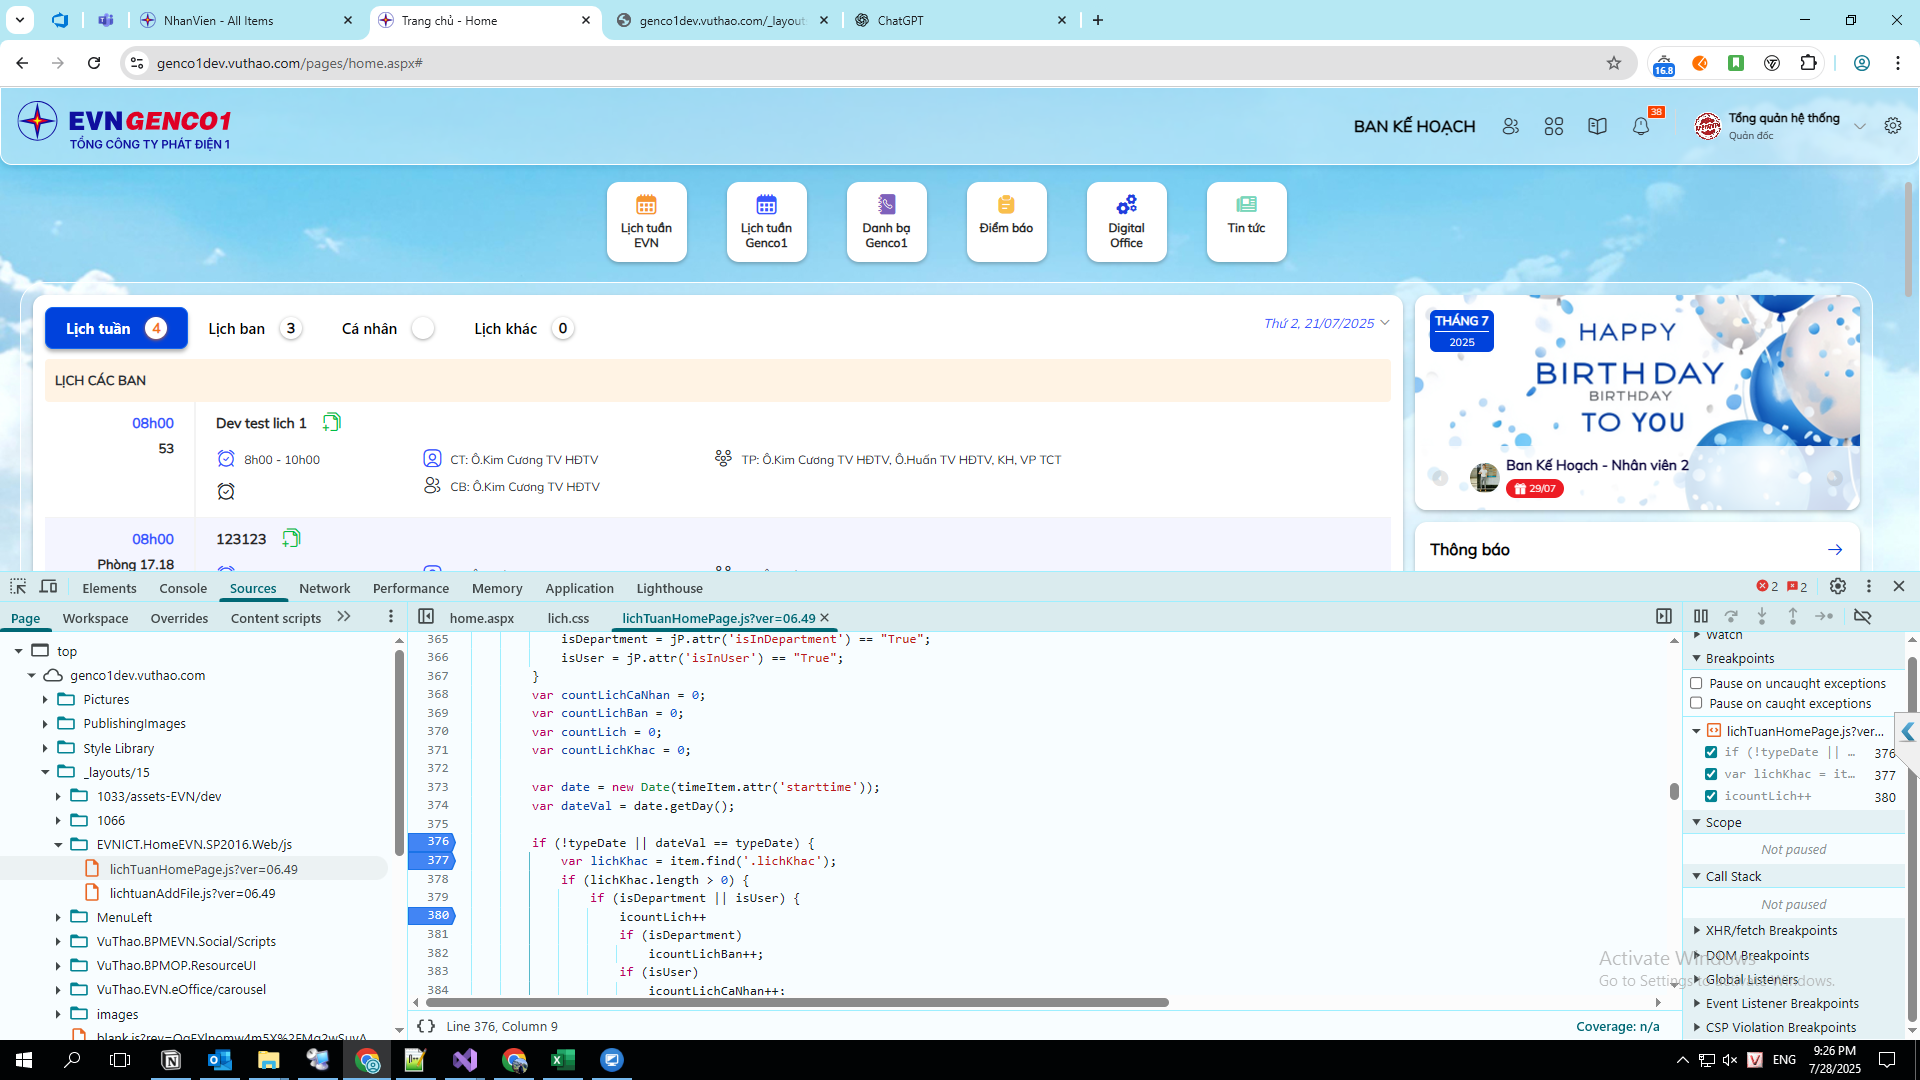 NhanVien - All Items
Trang chủ - Home
genco1dev.vuthao.com/_layout
ChatGPT
genco1dev.vuthao.com/pages/home.aspx#
16.8
EVNGENCO1
TỔNG CÔNG TY PHÁT ĐIỆN 1
BAN KẾ HOẠCH
38
Tổng quản hệ thống
Quản đốc
Lịch tuần
EVN
Lịch tuần
Genco1
Danh bạ
Genco1
Điểm báo
Digital
Office
Tin tức
Lịch tuần 4
Lịch ban 3
Cá nhân
Lịch khác 0
Thứ 2, 21/07/2025
LỊCH CÁC BAN
08h00
53
Dev test lich 1
8h00 - 10h00
CT: Ô.Kim Cương TV HĐTV
TP: Ô.Kim Cương TV HĐTV, Ô.Huấn TV HĐTV, KH, VP TCT
CB: Ô.Kim Cương TV HĐTV
08h00
Phòng 17.18
123123
THÁNG 7
2025
HAPPY
BIRTHDAY
BIRTHDAY
TO YOU
Ban Kế Hoạch - Nhân viên 2
29/07
Thông báo
Elements
Console
Sources
Network
Performance
Memory
Application
Lighthouse
2
2
Page
Workspace
Overrides
Content scripts
home.aspx
lich.css
lichTuanHomePage.js?ver=06.49
top
genco1dev.vuthao.com
Pictures
PublishingImages
Style Library
_layouts/15
1033/assets-EVN/dev
1066
EVNICT.HomeEVN.SP2016.Web/js
lichTuanHomePage.js?ver=06.49
lichtuanAddFile.js?ver=06.49
MenuLeft
VuThao.BPMEVN.Social/Scripts
VuThao.BPMOP.ResourceUI
VuThao.EVN.eOffice/carousel
images
365 isDepartment = jP.attr('isInDepartment') == "True";
366 isUser = jP.attr('isInUser') == "True";
367 }
368 var countLichCaNhan = 0;
369 var countLichBan = 0;
370 var countLich = 0;
371 var countLichKhac = 0;
372
373 var date = new Date(timeItem.attr('starttime'));
374 var dateVal = date.getDay();
375
376 if (!typeDate || dateVal == typeDate) {
377 var lichKhac = item.find('.lichKhac');
378 if (lichKhac.length > 0) {
379 if (isDepartment || isUser) {
380 icountLich++
381 if (isDepartment)
382 icountLichBan++;
383 if (isUser)
384 icountLichCaNhan++;
{} Line 376, Column 9
Coverage: n/a
Watch
Breakpoints
Pause on uncaught exceptions
Pause on caught exceptions
lichTuanHomePage.js?ver...
if (!typeDate || … 376
var lichKhac = it… 377
icountLich++ 380
Scope
Not paused
Call Stack
Not paused
XHR/fetch Breakpoints
DOM Breakpoints
Global Listeners
Event Listener Breakpoints
CSP Violation Breakpoints
Activate Windows
Go to Settings to activate Windows.
ENG
9:26 PM
7/28/2025